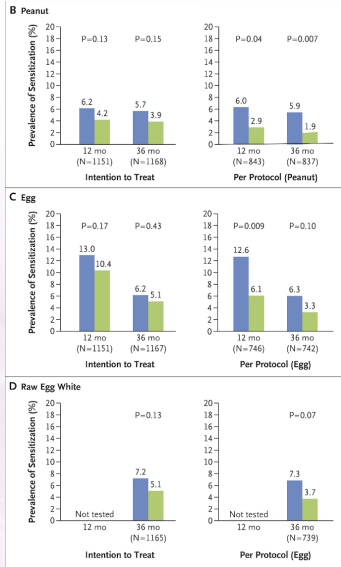 B Peanut
Prevalence of Sensitization (%)
20
18
16
14
12
10
8
6
4
2
0
P=0.13 P=0.15
6.2 4.2 5.7 3.9
12 mo 36 mo
(N=1151) (N=1168)
Intention to Treat
20
18
16
14
12
10
8
6
4
2
0
P=0.04 P=0.007
6.0 2.9 5.9 1.9
12 mo 36 mo
(N=843) (N=837)
Per Protocol (Peanut)
C Egg
Prevalence of Sensitization (%)
20
18
16
14
12
10
8
6
4
2
0
P=0.17 P=0.43
13.0 10.4 6.2 5.1
12 mo 36 mo
(N=1151) (N=1167)
Intention to Treat
20
18
16
14
12
10
8
6
4
2
0
P=0.009 P=0.10
12.6 6.1 6.3 3.3
12 mo 36 mo
(N=746) (N=742)
Per Protocol (Egg)
D Raw Egg White
Prevalence of Sensitization (%)
20
18
16
14
12
10
8
6
4
2
0
P=0.13
7.2 5.1
Not tested
12 mo 36 mo
(N=1165)
Intention to Treat
20
18
16
14
12
10
8
6
4
2
0
P=0.07
7.3 3.7
Not tested
12 mo 36 mo
(N=739)
Per Protocol (Egg)